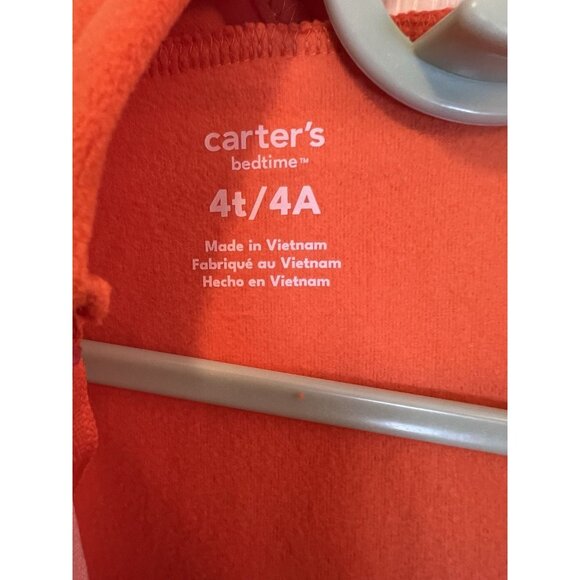 carter's
bedtime™
4t/4A
Made in Vietnam
Fabriqué au Vietnam
Hecho en Vietnam